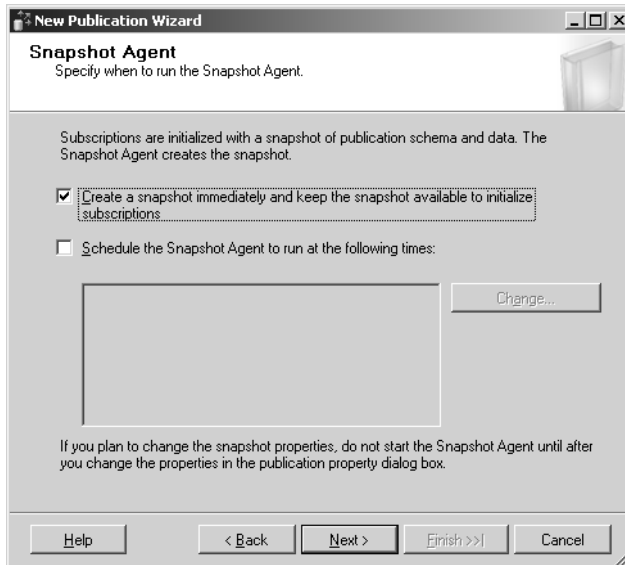 New Publication Wizard
Snapshot Agent
Specify when to run the Snapshot Agent.
Subscriptions are initialized with a snapshot of publication schema and data. The
Snapshot Agent creates the snapshot.
Create a snapshot immediately and keep the snapshot available to initialize
subscriptions
Schedule the Snapshot Agent to run at the following times:
Change...
If you plan to change the snapshot properties, do not start the Snapshot Agent until after
you change the properties in the publication property dialog box.
Help
< Back
Next >
Finish >>|
Cancel